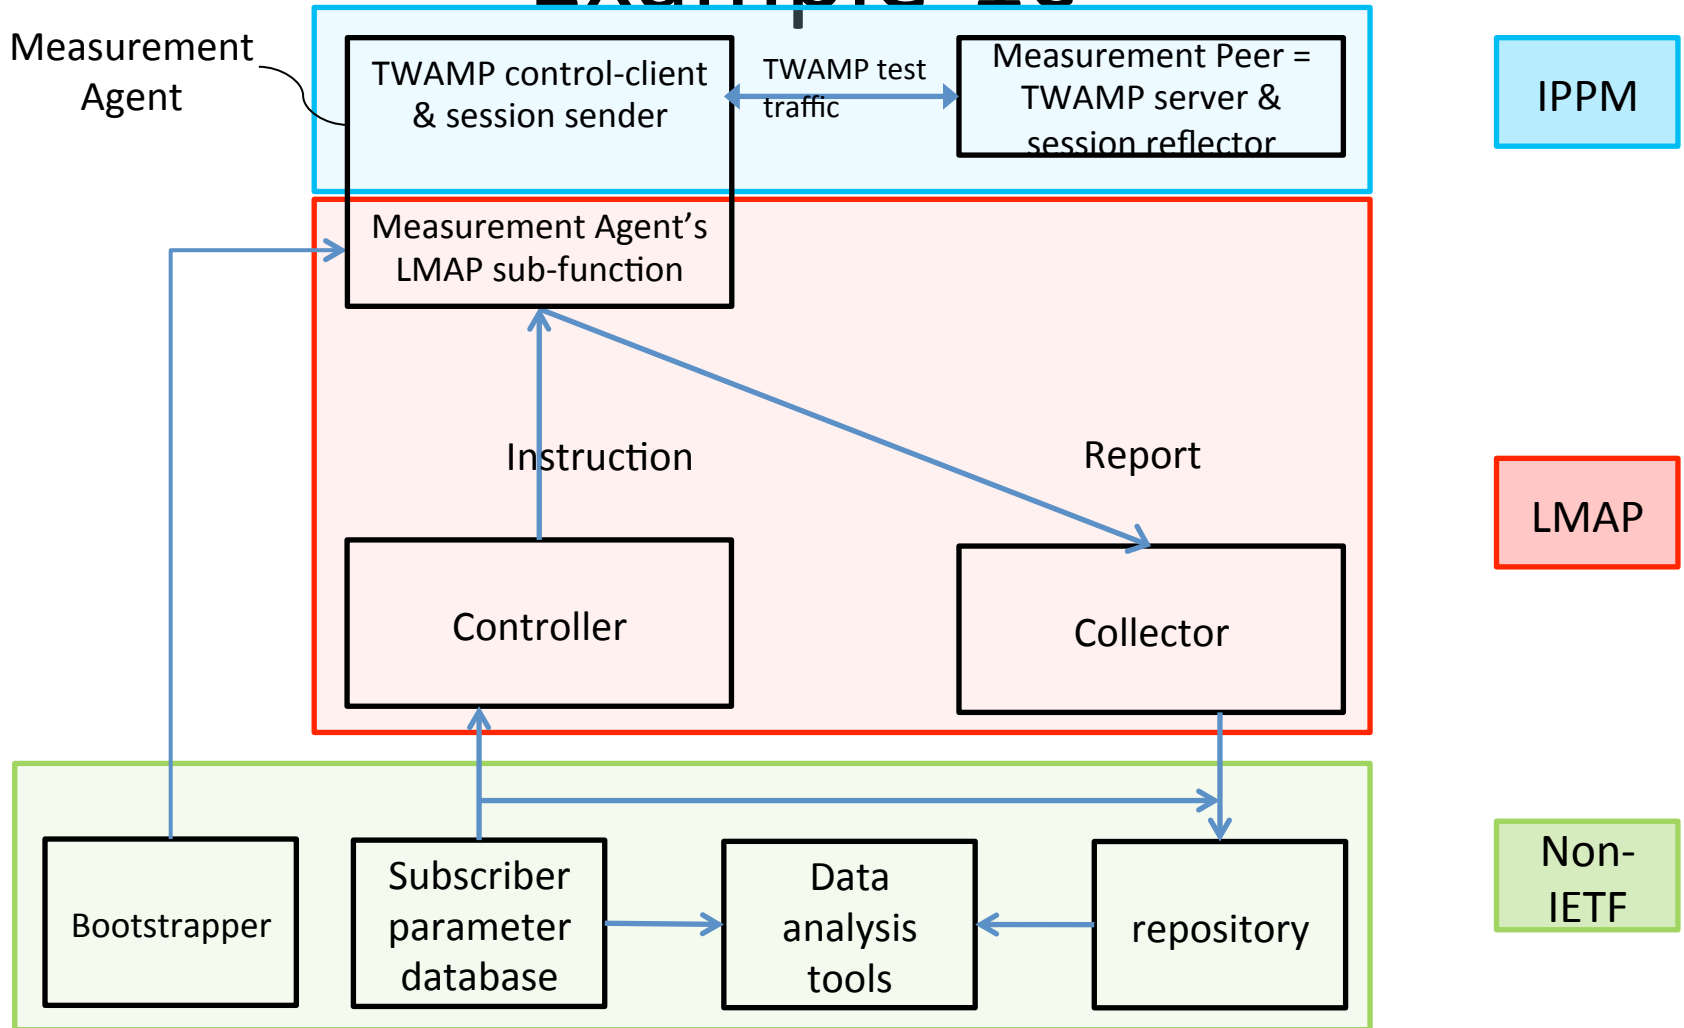 Measurement
Agent
TWAMP control-client
& session sender
TWAMP test
traffic
Measurement Peer =
TWAMP server &
session reflector
IPPM
Measurement Agent’s
LMAP sub-function
Instruction
Report
LMAP
Controller
Collector
Bootstrapper
Subscriber
parameter
database
Data
analysis
tools
repository
Non-
IETF